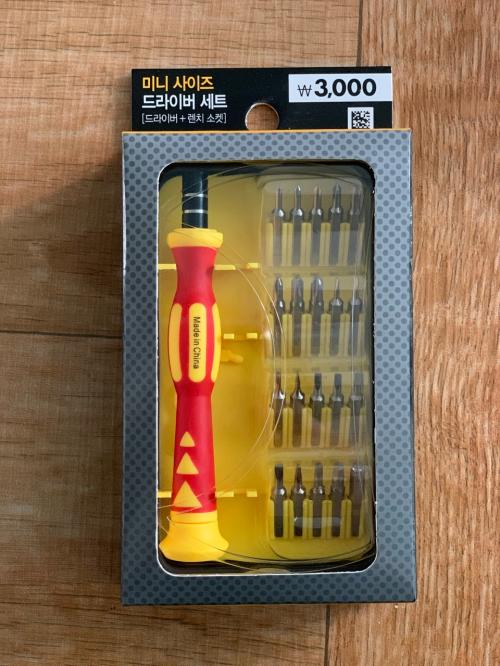 미니 사이즈
드라이버 세트
[드라이버 + 렌치 소켓]
₩3,000
Made in China